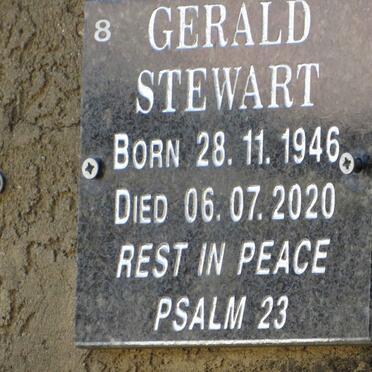 8
GERALD
STEWART
BORN 28.11.1946
DIED 06.07.2020
REST IN PEACE
PSALM 23